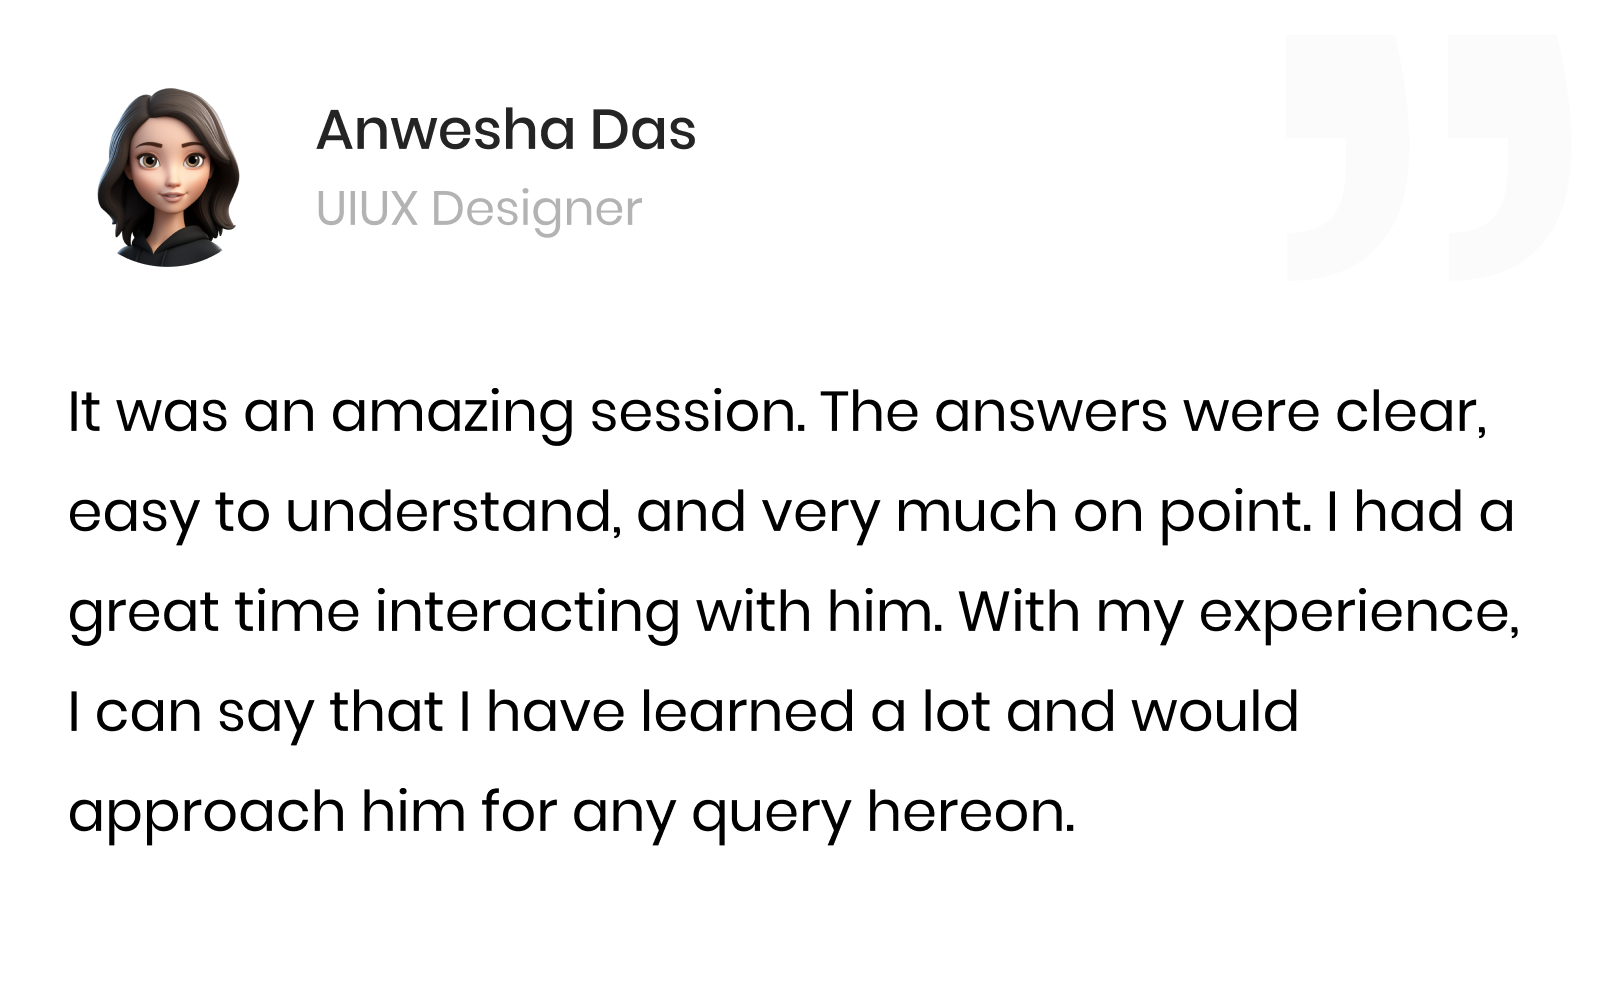 Anwesha Das
UIUX Designer
It was an amazing session. The answers were clear,
easy to understand, and very much on point. I had a
great time interacting with him. With my experience,
I can say that I have learned a lot and would
approach him for any query hereon.